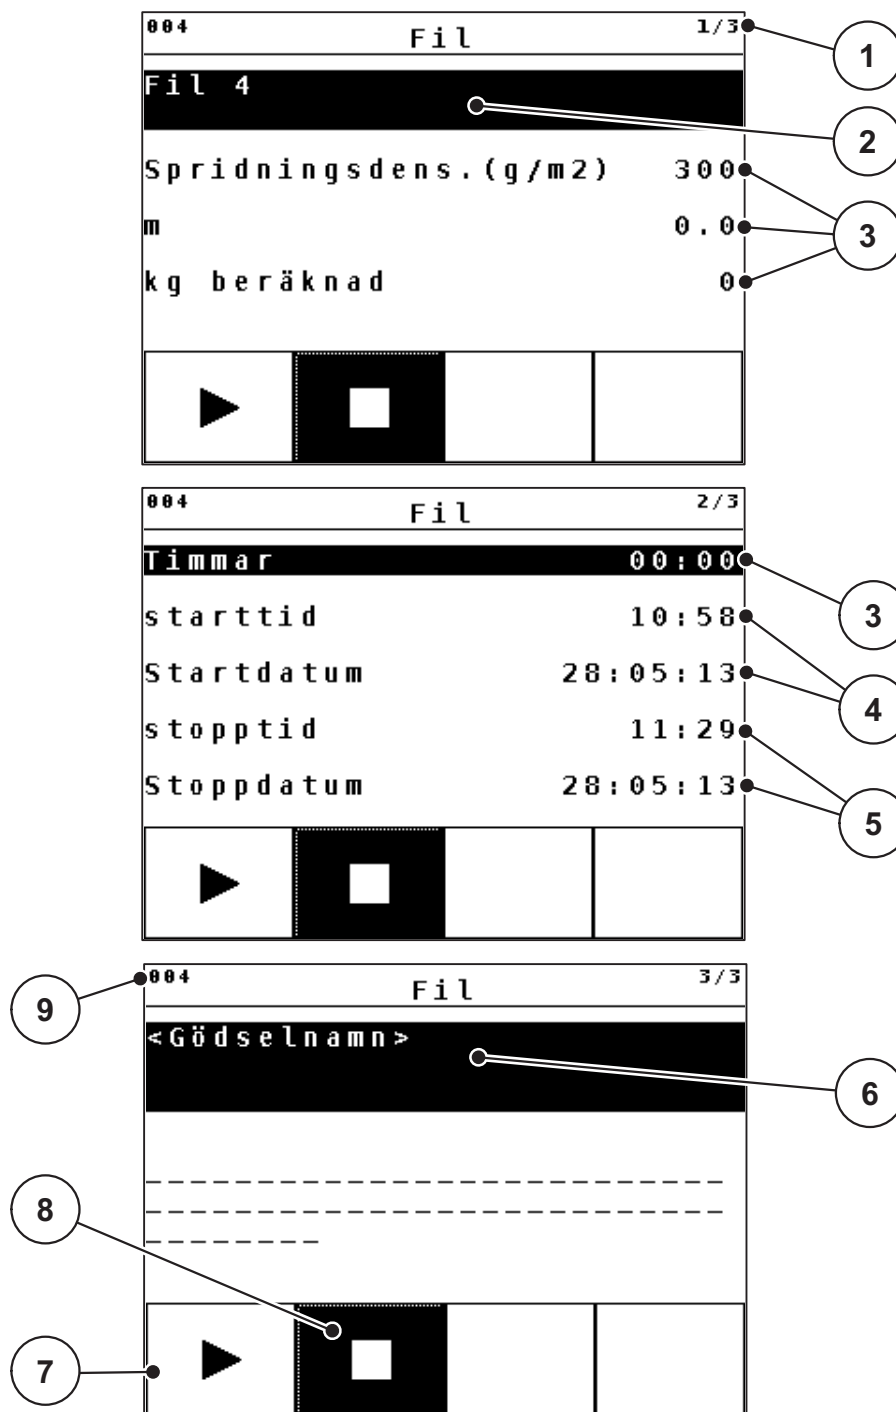 004 Fil 1/3
1
Fil 4
2
Spridningsdens.(g/m2) 300
m 0.0
3
kg beräknad 0
004 Fil 2/3
Timmar 00:00
3
starttid 10:58
Startdatum 28:05:13
4
stopptid 11:29
Stoppdatum 28:05:13
5
004 Fil 3/3
9
<Gödselnamn>
6
8
7